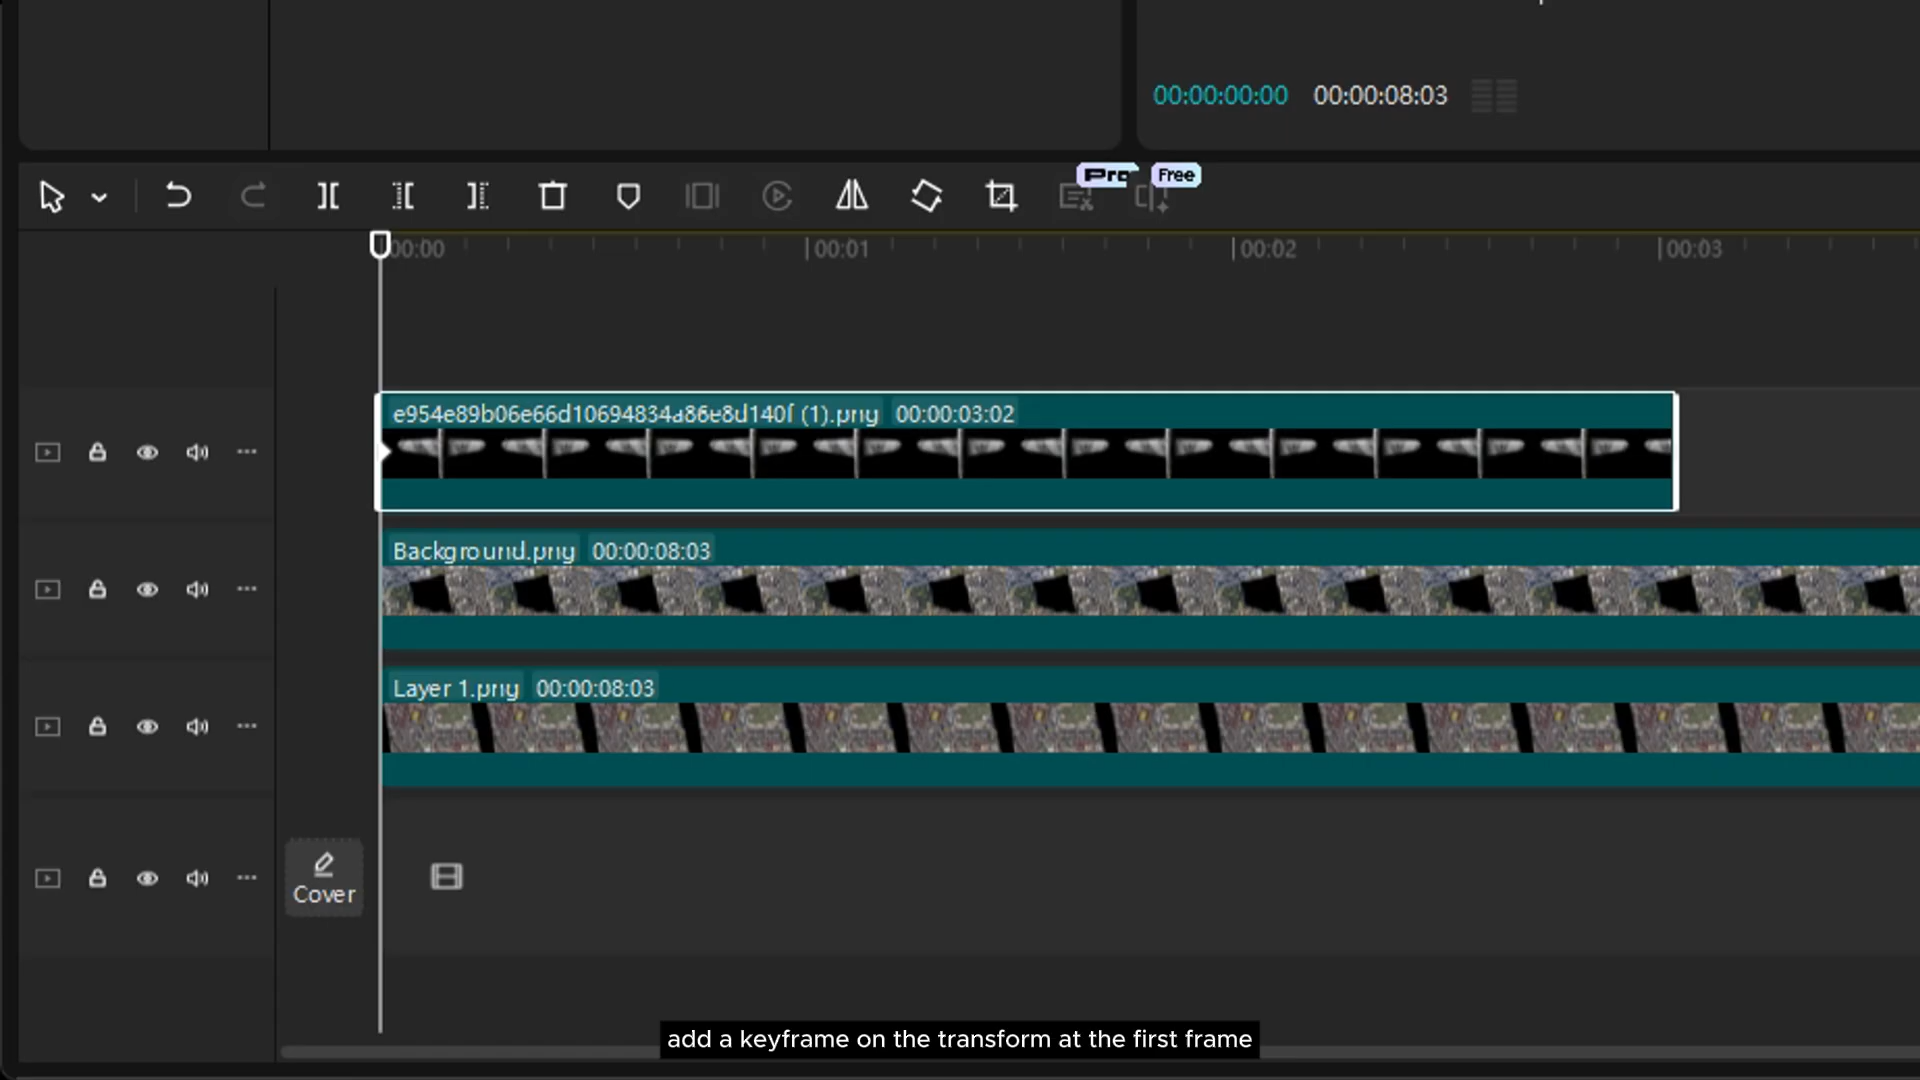 00:00:00:00 00:00:08:03
Pro Free
00:00 00:01 00:02 00:03
e954e89b06e66d10694834a86e8d140f (1).png 00:00:03:02
Background.png 00:00:08:03
Layer 1.png 00:00:08:03
Cover
add a keyframe on the transform at the first frame